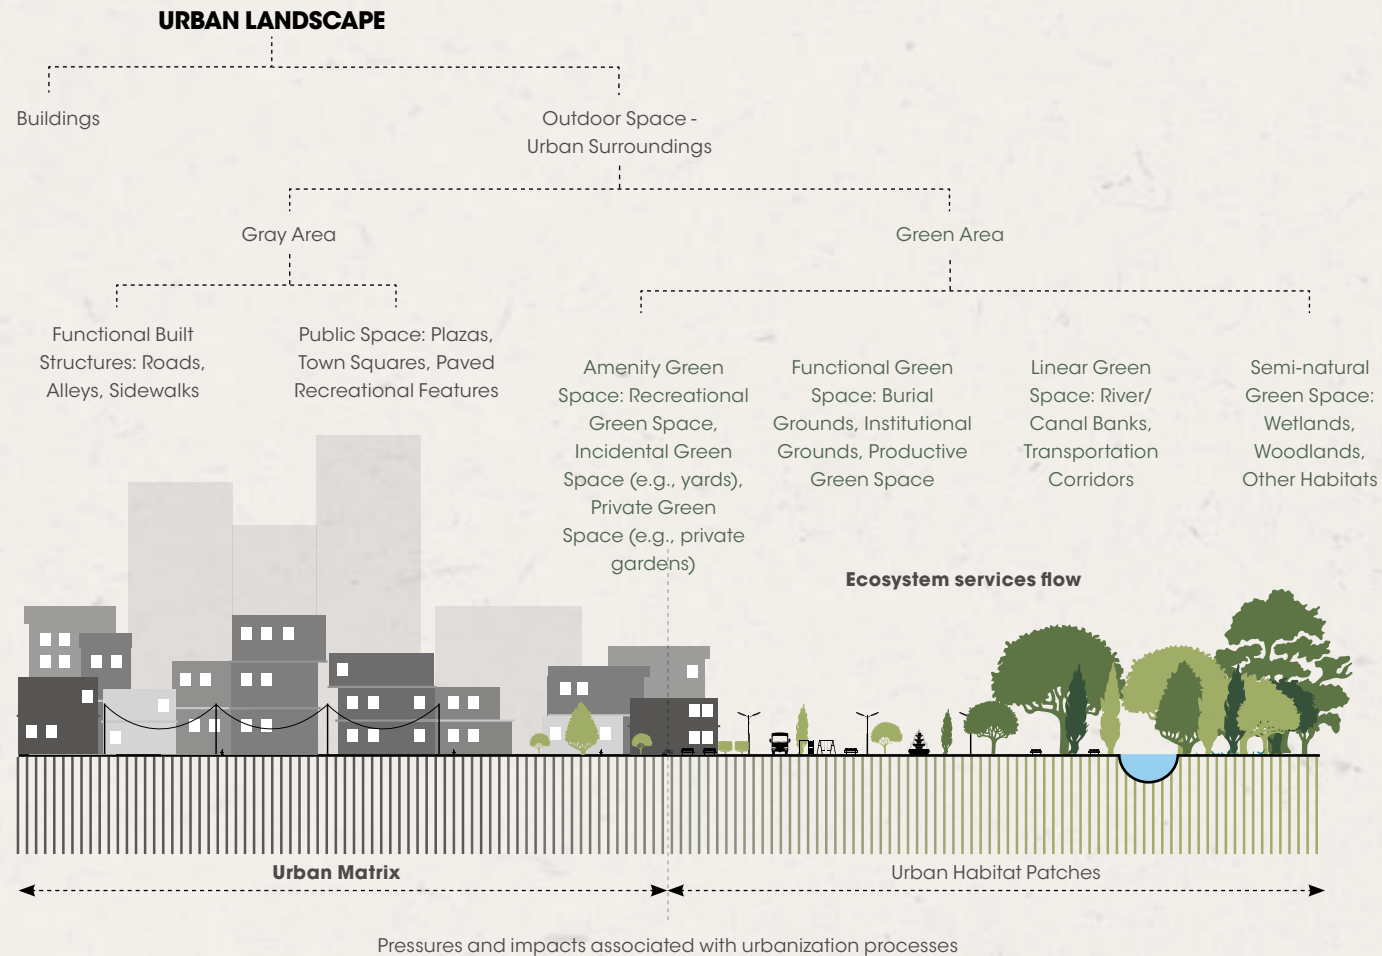 URBAN LANDSCAPE
Buildings
Outdoor Space -
Urban Surroundings
Gray Area
Green Area
Functional Built
Structures: Roads,
Alleys, Sidewalks
Public Space: Plazas,
Town Squares, Paved
Recreational Features
Amenity Green
Space: Recreational
Green Space,
Incidental Green
Space (e.g., yards),
Private Green
Space (e.g., private
gardens)
Functional Green
Space: Burial
Grounds, Institutional
Grounds, Productive
Green Space
Linear Green
Space: River/
Canal Banks,
Transportation
Corridors
Semi-natural
Green Space:
Wetlands,
Woodlands,
Other Habitats
Ecosystem services flow
Urban Matrix
Urban Habitat Patches
Pressures and impacts associated with urbanization processes